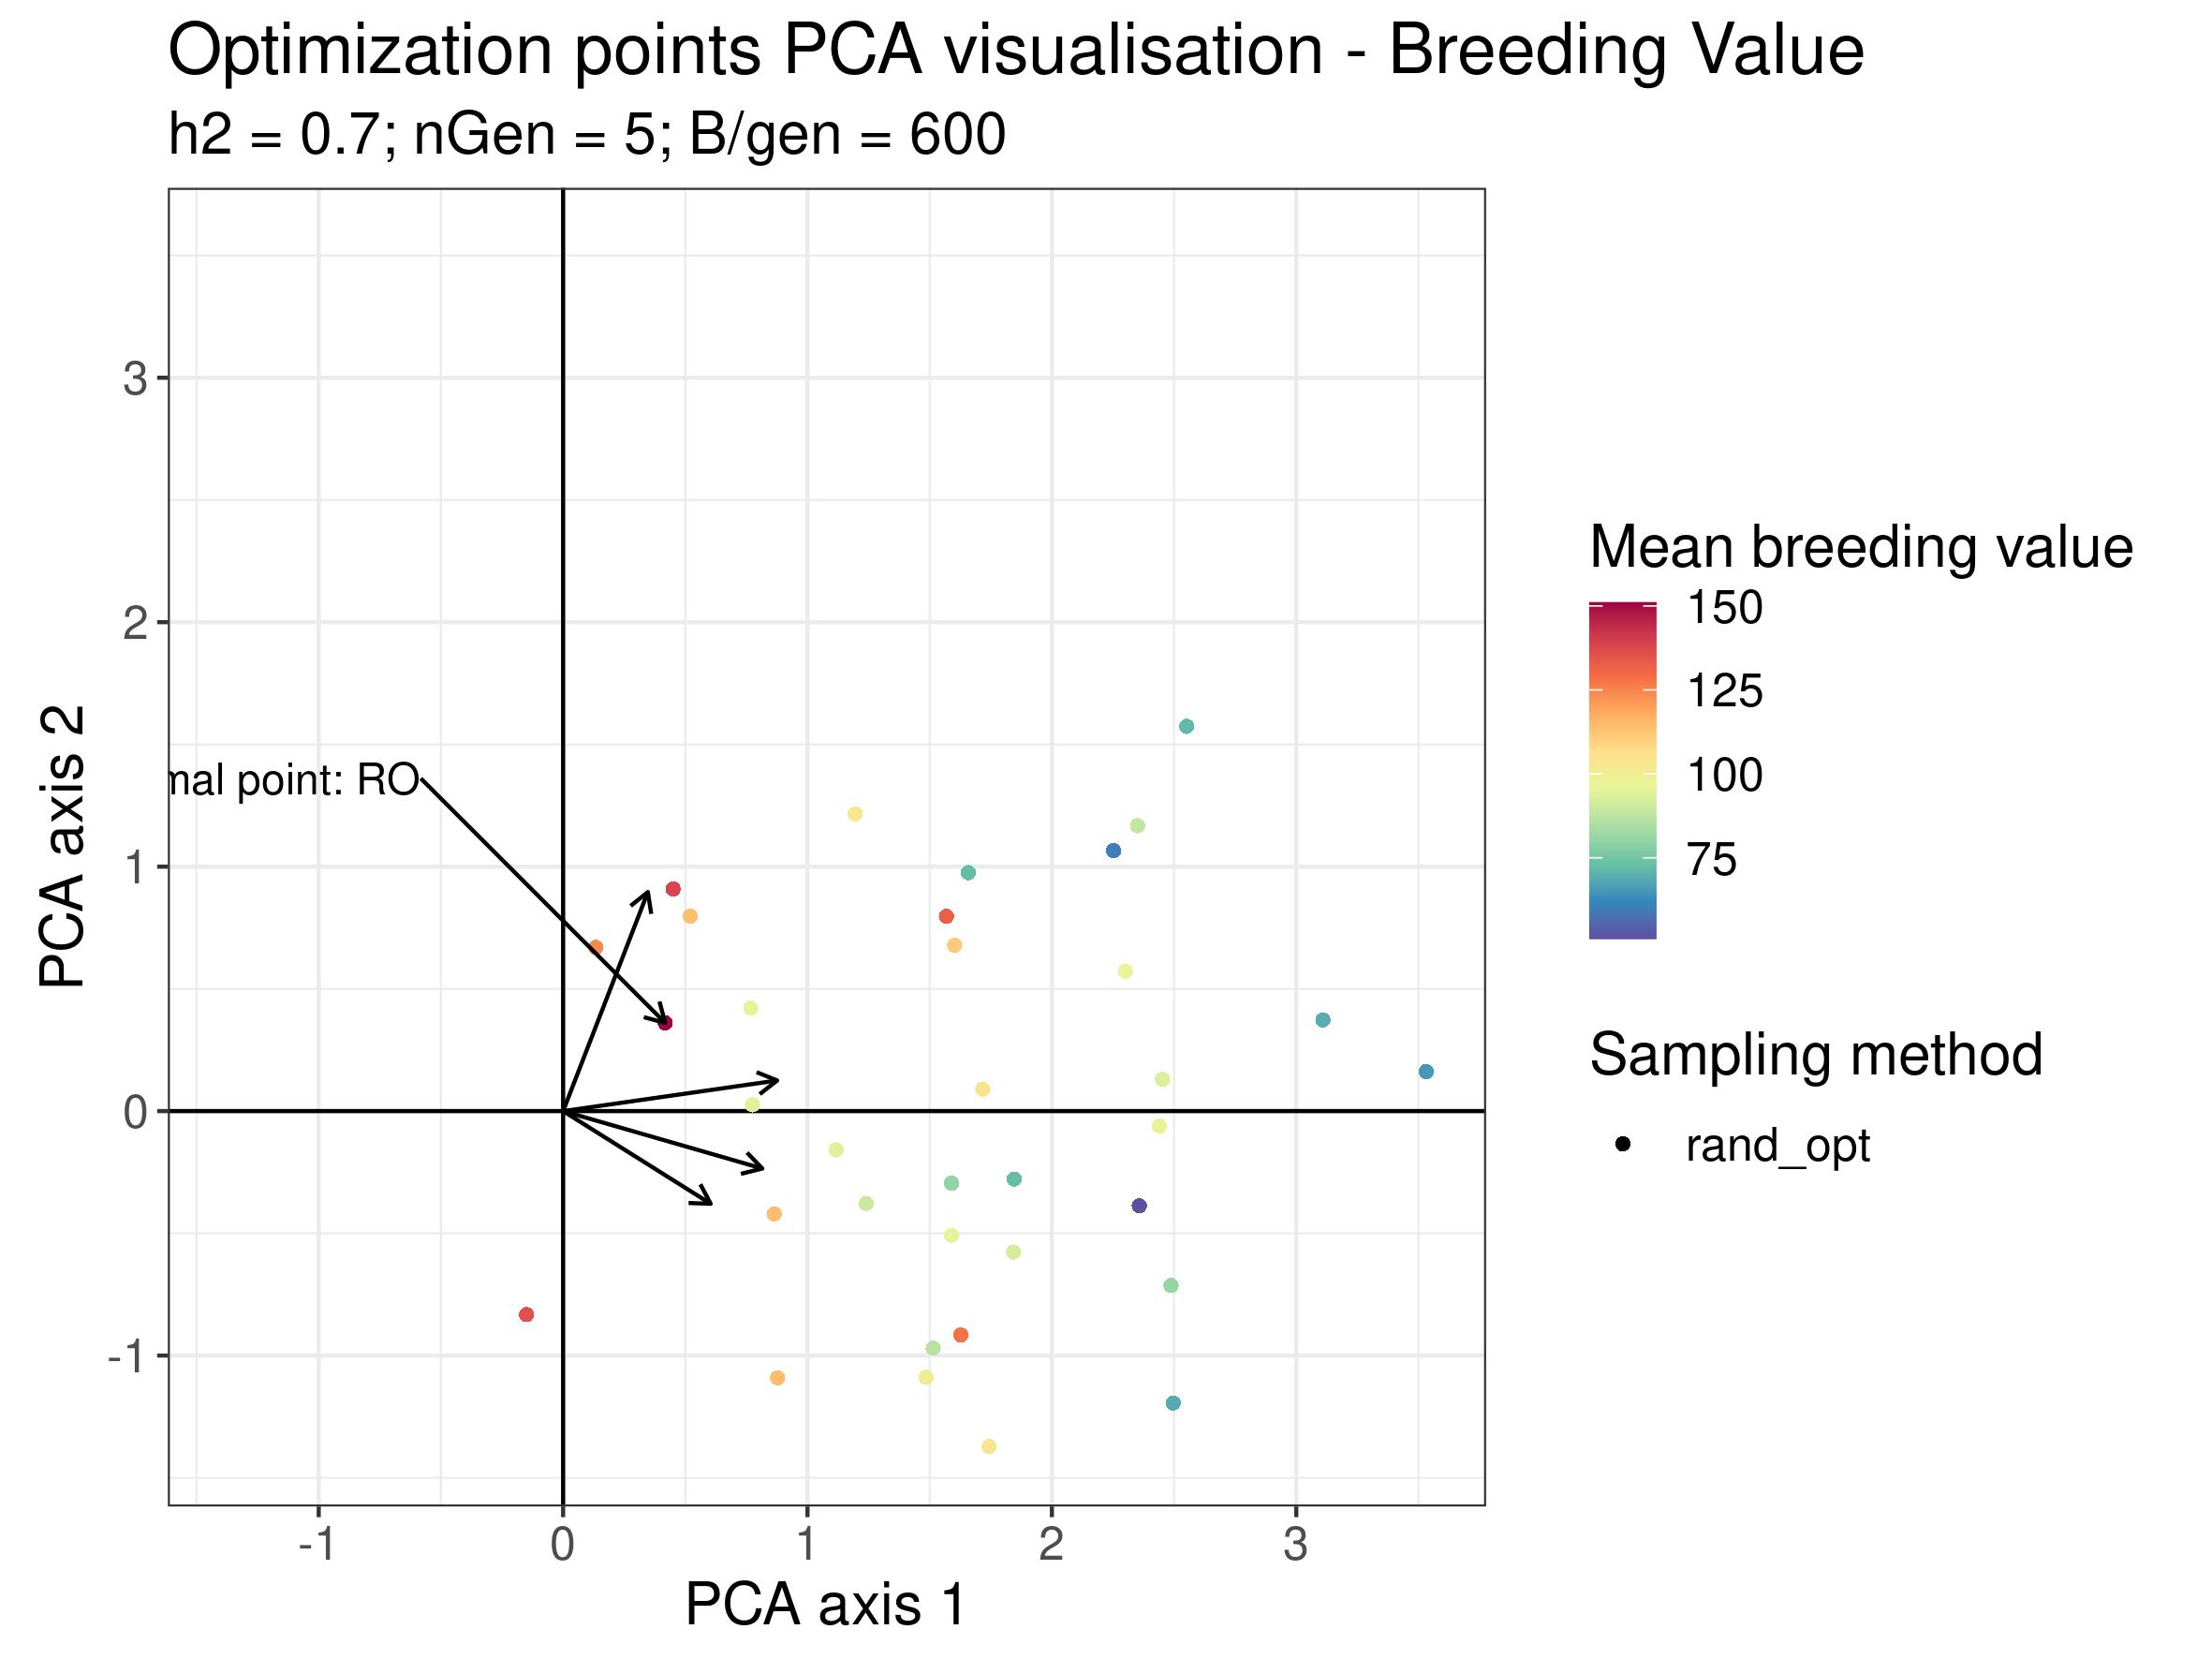 Optimization points PCA visualisation - Breeding Value
h2 = 0.7; nGen = 5; B/gen = 600
PCA axis 2
3
2
1
0
-1
point: RO
-1
0
1
2
3
PCA axis 1
Mean breeding value
150
125
100
75
Sampling method
rand_opt